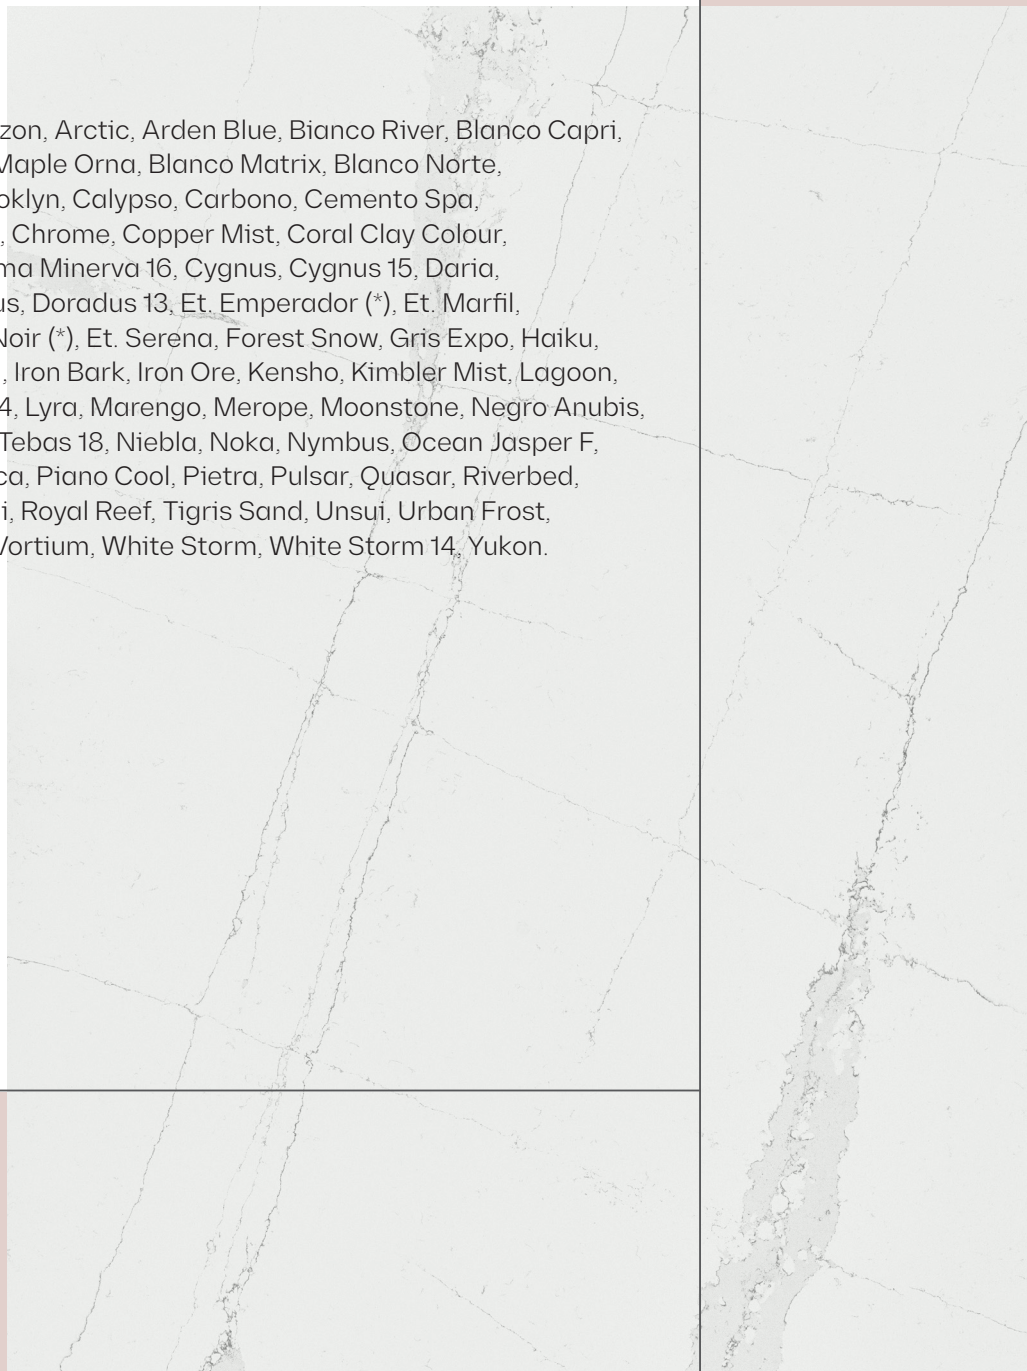 zon, Arctic, Arden Blue, Bianco River, Blanco Capri,
Maple Orna, Blanco Matrix, Blanco Norte,
oklyn, Calypso, Carbono, Cemento Spa,
, Chrome, Copper Mist, Coral Clay Colour,
ma Minerva 16, Cygnus, Cygnus 15, Daria,
us, Doradus 13, Et. Emperador (*), Et. Marfil,
Noir (*), Et. Serena, Forest Snow, Gris Expo, Haiku,
, Iron Bark, Iron Ore, Kensho, Kimbler Mist, Lagoon,
4, Lyra, Marengo, Merope, Moonstone, Negro Anubis,
Tebas 18, Niebla, Noka, Nymbus, Ocean Jasper F,
ca, Piano Cool, Pietra, Pulsar, Quasar, Riverbed,
i, Royal Reef, Tigris Sand, Unsui, Urban Frost,
Vortium, White Storm, White Storm 14, Yukon.